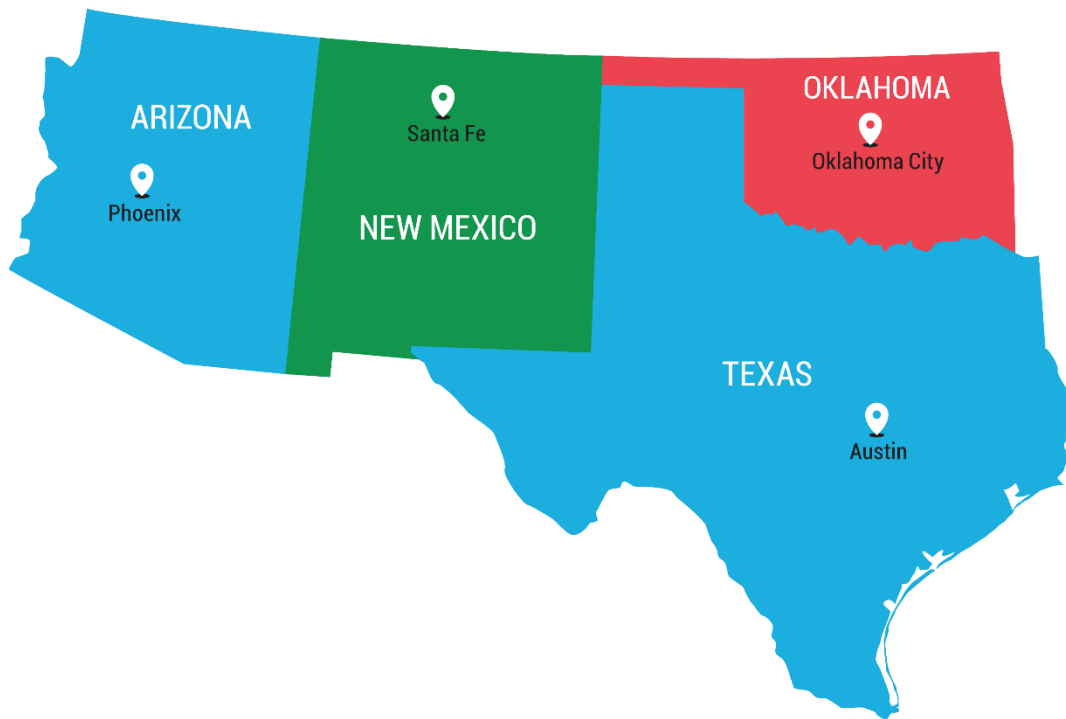 ARIZONA
Phoenix
Santa Fe
NEW MEXICO
OKLAHOMA
Oklahoma City
TEXAS
Austin